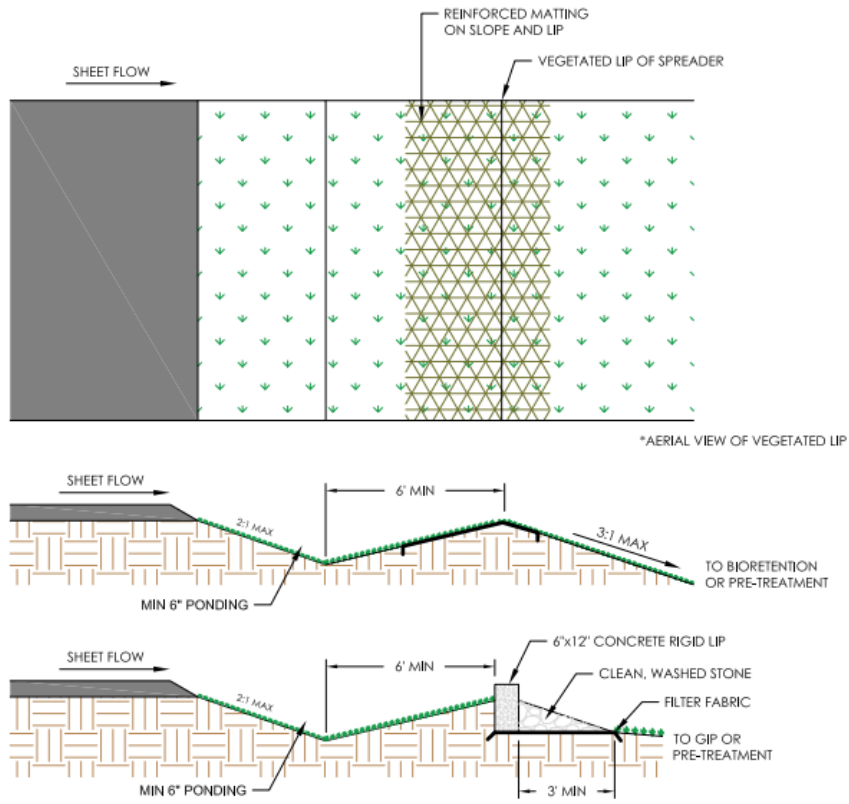 REINFORCED MATTING
ON SLOPE AND LIP
VEGETATED LIP OF SPREADER
SHEET FLOW
*AERIAL VIEW OF VEGETATED LIP
SHEET FLOW
6' MIN
2:1 MAX
3:1 MAX
TO BIORETENTION
OR PRE-TREATMENT
MIN 6" PONDING
6"x12" CONCRETE RIGID LIP
SHEET FLOW
6' MIN
CLEAN, WASHED STONE
2:1 MAX
FILTER FABRIC
TO GIP OR
PRE-TREATMENT
MIN 6" PONDING
3' MIN